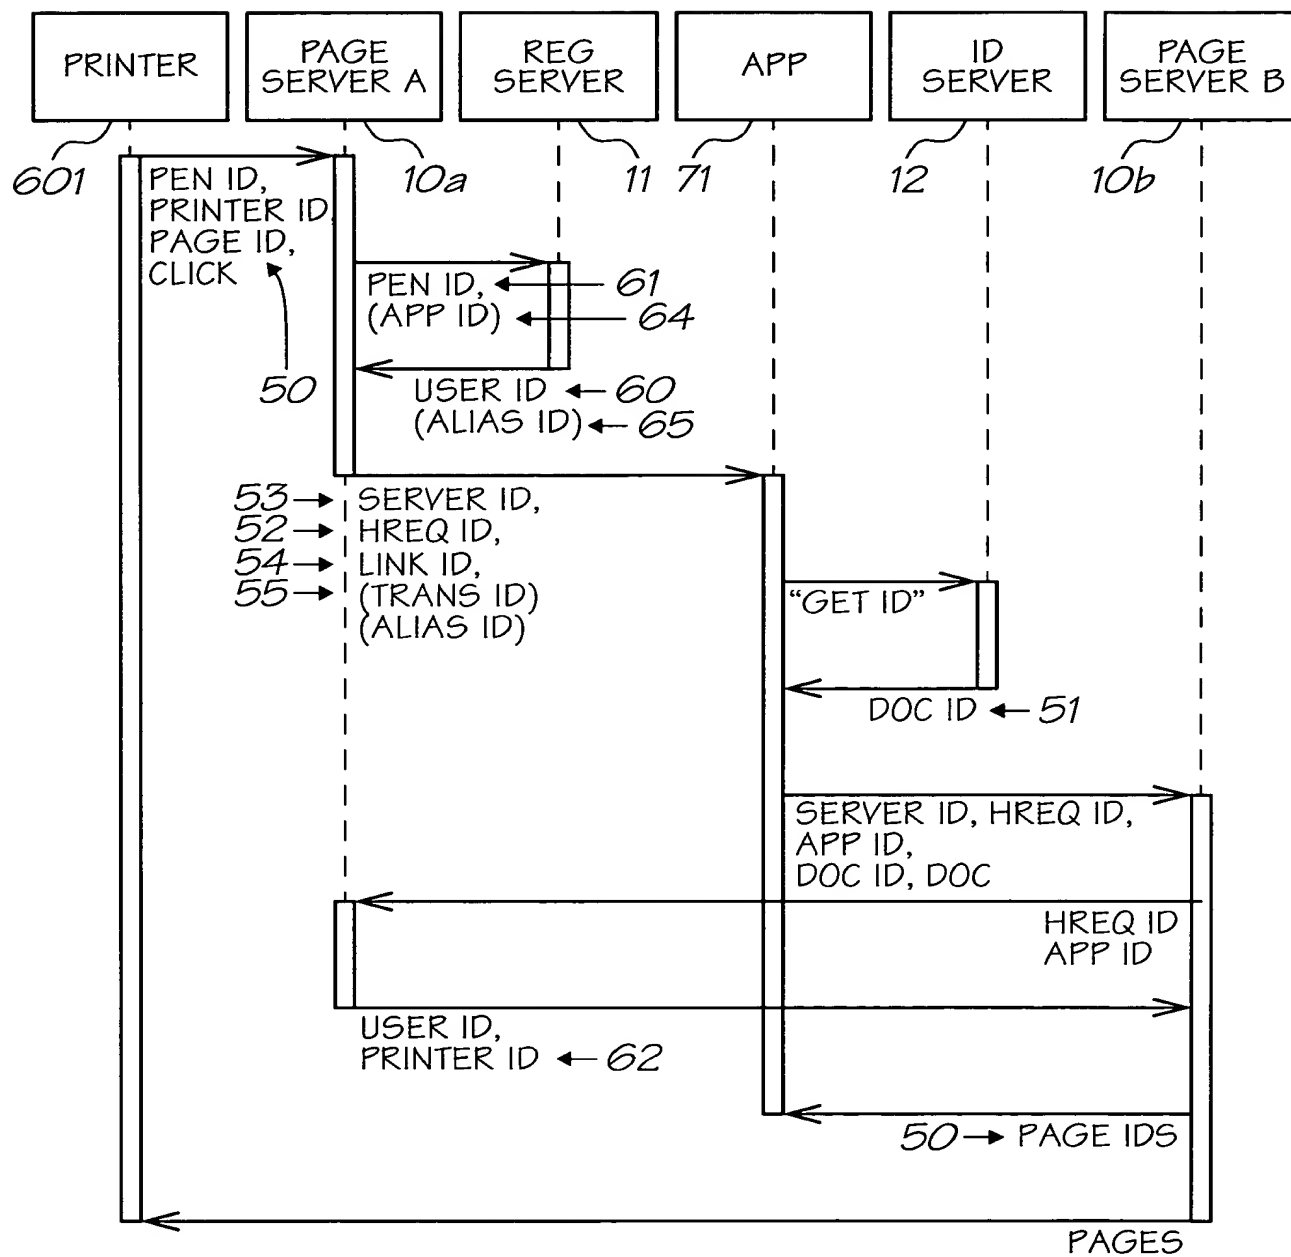 PRINTER
PAGE
SERVER A
REG
SERVER
APP
ID
SERVER
PAGE
SERVER B
601
10a
11
71
12
10b
PEN ID,
PRINTER ID
PAGE ID,
CLICK
50
PEN ID, 61
(APP ID) 64
USER ID 60
(ALIAS ID) 65
53 SERVER ID,
52 HREQ ID,
54 LINK ID,
55 (TRANS ID)
(ALIAS ID)
“GET ID”
DOC ID 51
SERVER ID, HREQ ID,
APP ID,
DOC ID, DOC
HREQ ID
APP ID
USER ID,
PRINTER ID 62
50 PAGE IDS
PAGES